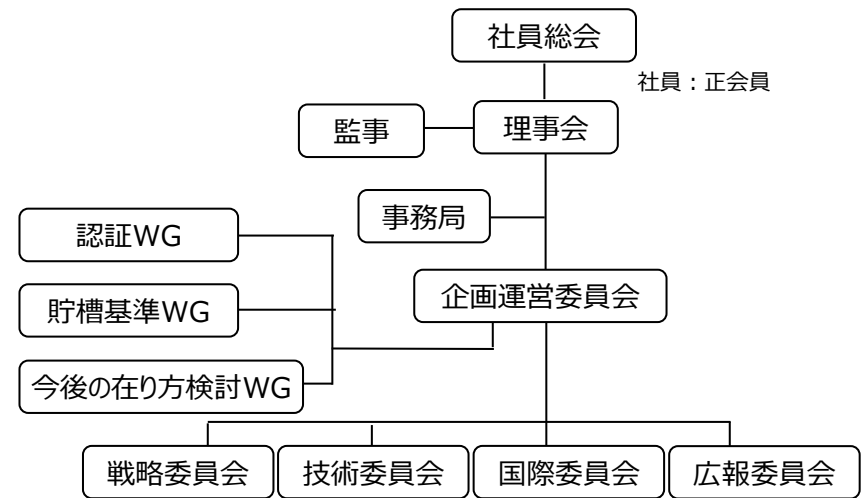 社員総会
社員：正会員
監事
理事会
事務局
認証WG
企画運営委員会
貯槽基準WG
今後の在り方検討WG
戦略委員会
技術委員会
国際委員会
広報委員会